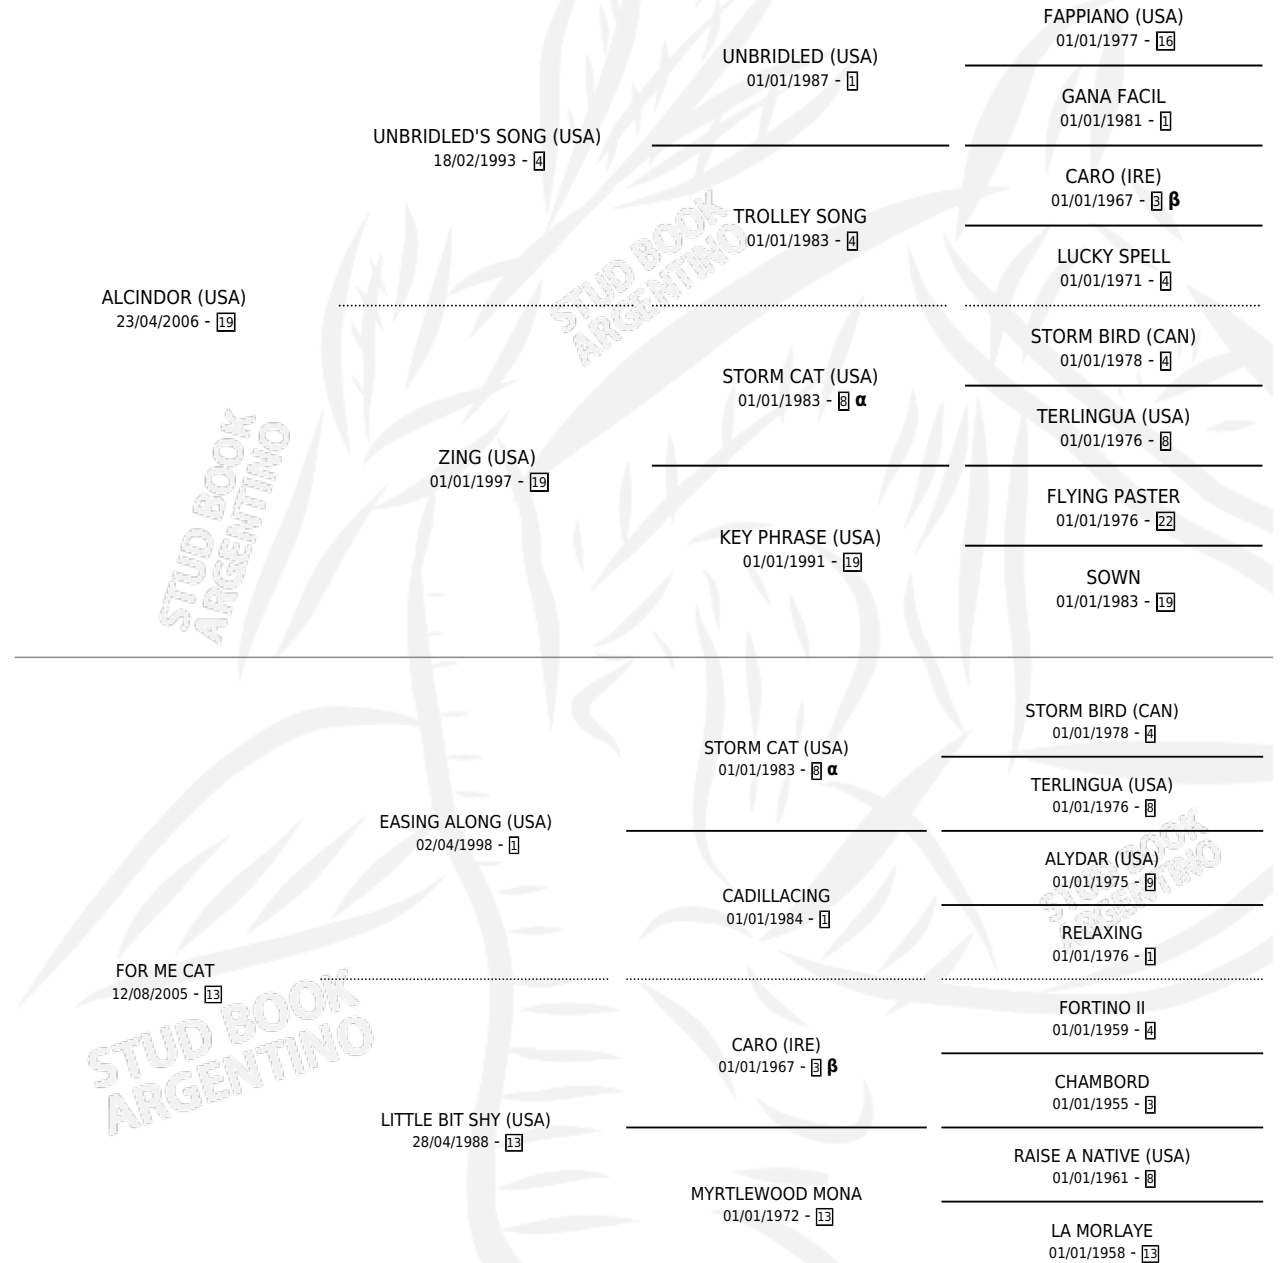 FAPPIANO (USA)
01/01/1977 - 16
UNBRIDLED (USA)
01/01/1987 - 1
GANA FACIL
01/01/1981 - 1
UNBRIDLED'S SONG (USA)
18/02/1993 - 4
CARO (IRE)
01/01/1967 - 3 β
TROLLEY SONG
01/01/1983 - 4
LUCKY SPELL
01/01/1971 - 4
STUD BOOK
ARGENTINO
ALCINDOR (USA)
23/04/2006 - 19
STORM BIRD (CAN)
01/01/1978 - 4
STORM CAT (USA)
01/01/1983 - 8 α
TERLINGUA (USA)
01/01/1976 - 8
ZING (USA)
01/01/1997 - 19
FLYING PASTER
01/01/1976 - 22
KEY PHRASE (USA)
01/01/1991 - 19
SOWN
01/01/1983 - 19
STUD BOOK
ARGENTINO
STORM BIRD (CAN)
01/01/1978 - 4
STORM CAT (USA)
01/01/1983 - 8 α
TERLINGUA (USA)
01/01/1976 - 8
EASING ALONG (USA)
02/04/1998 - 1
ALYDAR (USA)
01/01/1975 - 9
CADILLACING
01/01/1984 - 1
RELAXING
01/01/1976 - 1
STUD BOOK
ARGENTINO
FOR ME CAT
12/08/2005 - 13
FORTINO II
01/01/1959 - 4
CARO (IRE)
01/01/1967 - 3 β
CHAMBORD
01/01/1955 - 3
STUD BOOK
ARGENTINO
LITTLE BIT SHY (USA)
28/04/1988 - 13
RAISE A NATIVE (USA)
01/01/1961 - 8
MYRTLEWOOD MONA
01/01/1972 - 13
LA MORLAYE
01/01/1958 - 13